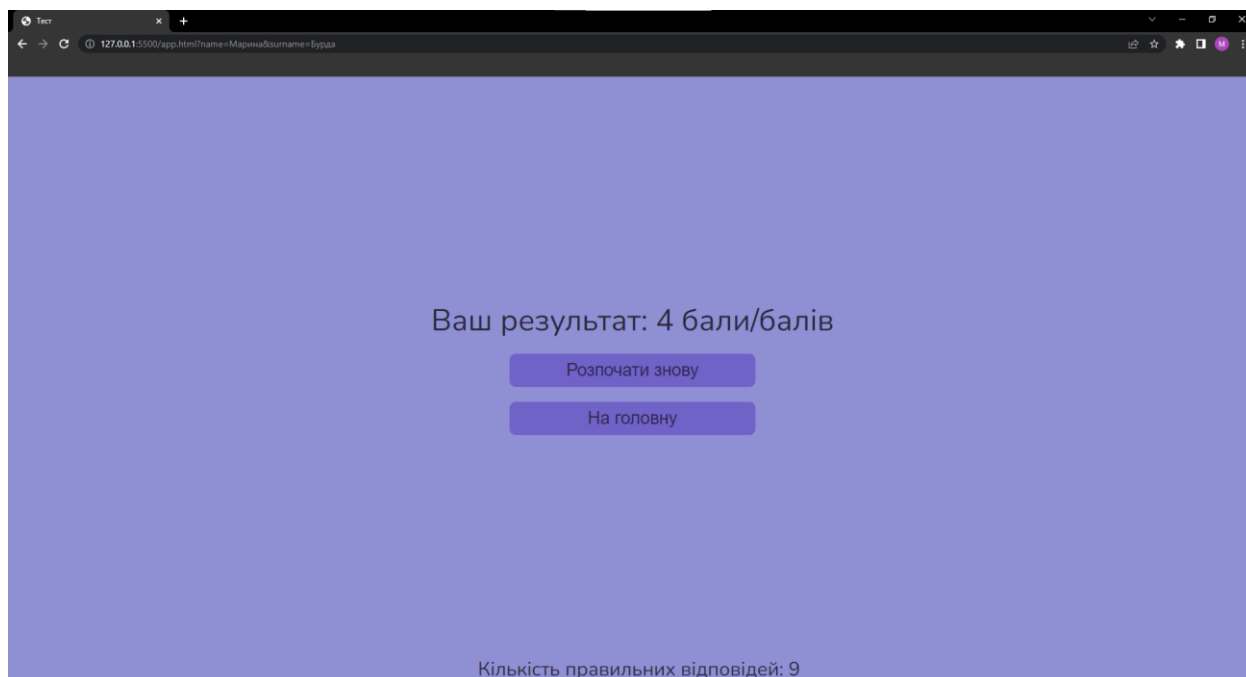 Тест
127.0.0.1:5500/app.html?name=Марина&surname=Бурда
M
Ваш результат: 4 бали/балів
Розпочати знову
На головну
Кількість правильних відповідей: 9